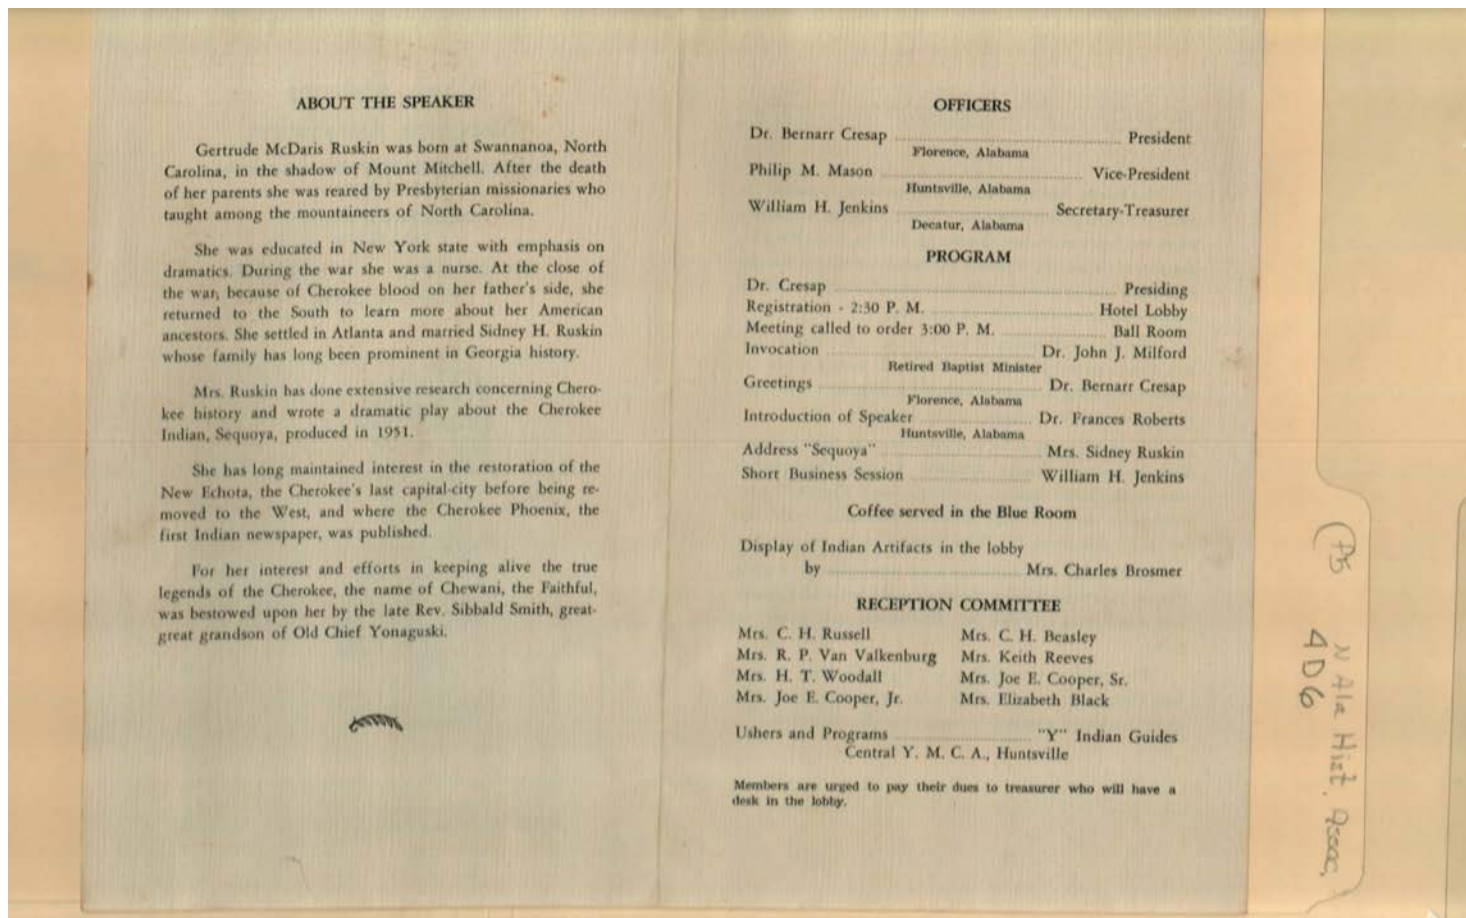 ABOUT THE SPEAKER
Gertrude McDaris Ruskin was born at Swannanoa, North
Carolina, in the shadow of Mount Mitchell. After the death
of her parents she was reared by Presbyterian missionaries who
taught among the mountaineers of North Carolina.
She was educated in New York state with emphasis on
dramatics. During the war she was a nurse. At the close of
the war, because of Cherokee blood on her father's side, she
returned to the South to learn more about her American
ancestors. She settled in Atlanta and married Sidney H. Ruskin
whose family has long been prominent in Georgia history.
Mrs. Ruskin has done extensive research concerning Chero-
kee history and wrote a dramatic play about the Cherokee
Indian, Sequoya, produced in 1951.
She has long maintained interest in the restoration of the
New Echota, the Cherokee's last capital-city before being re-
moved to the West, and where the Cherokee Phoenix, the
first Indian newspaper, was published.
For her interest and efforts in keeping alive the true
legends of the Cherokee, the name of Chewani, the Faithful,
was bestowed upon her by the late Rev. Sibbald Smith, great-
great grandson of Old Chief Yonaguski.
OFFICERS
Dr. Bernarr Cresap ........ President
Florence, Alabama
Philip M. Mason ........ Vice-President
Huntsville, Alabama
William H. Jenkins ........ Secretary-Treasurer
Decatur, Alabama
PROGRAM
Dr. Cresap ........ Presiding
Registration - 2:30 P. M. ........ Hotel Lobby
Meeting called to order 3:00 P. M. ........ Ball Room
Invocation ........ Dr. John J. Milford
Retired Baptist Minister
Greetings ........ Dr. Bernarr Cresap
Florence, Alabama
Introduction of Speaker ........ Dr. Frances Roberts
Huntsville, Alabama
Address "Sequoya" ........ Mrs. Sidney Ruskin
Short Business Session ........ William H. Jenkins
Coffee served in the Blue Room
Display of Indian Artifacts in the lobby
by ........ Mrs. Charles Brosmer
RECEPTION COMMITTEE
Mrs. C. H. Russell Mrs. C. H. Beasley
Mrs. R. P. Van Valkenburg Mrs. Keith Reeves
Mrs. H. T. Woodall Mrs. Joe E. Cooper, Sr.
Mrs. Joe E. Cooper, Jr. Mrs. Elizabeth Black
Ushers and Programs ........ "Y" Indian Guides
Central Y. M. C. A., Huntsville
Members are urged to pay their dues to treasurer who will have a
desk in the lobby.
N Ala Hist. Assoc,
4D6